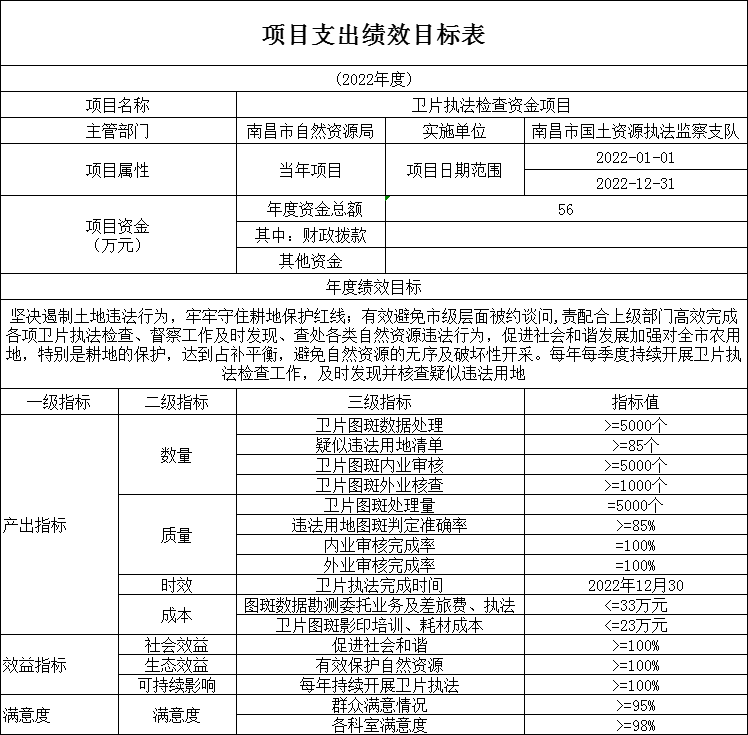 项目支出绩效目标表
(2022年度)
项目名称 卫片执法检查资金项目
主管部门 南昌市自然资源局 实施单位 南昌市国土资源执法监察支队
项目属性 当年项目 项目日期范围 2022-01-01
2022-12-31
项目资金
（万元）
年度资金总额 56
其中：财政拨款
其他资金
年度绩效目标
坚决遏制土地违法行为，牢牢守住耕地保护红线；有效避免市级层面被约谈问,责配合上级部门高效完成
各项卫片执法检查、督察工作及时发现、查处各类自然资源违法行为，促进社会和谐发展加强对全市农用
地，特别是耕地的保护，达到占补平衡，避免自然资源的无序及破坏性开采。每年每季度持续开展卫片执
法检查工作，及时发现并核查疑似违法用地
一级指标 二级指标 三级指标 指标值
产出指标 数量 卫片图斑数据处理 >=5000个
疑似违法用地清单 >=85个
卫片图斑内业审核 >=5000个
卫片图斑外业核查 >=1000个
质量 卫片图斑处理量 =5000个
违法用地图斑判定准确率 >=85%
内业审核完成率 =100%
外业审核完成率 =100%
时效 卫片执法完成时间 2022年12月30
成本 图斑数据勘测委托业务及差旅费、执法 <=33万元
卫片图斑影印培训、耗材成本 <=23万元
效益指标 社会效益 促进社会和谐 >=100%
生态效益 有效保护自然资源 >=100%
可持续影响 每年持续开展卫片执法 >=100%
满意度 满意度 群众满意情况 >=95%
各科室满意度 >=98%